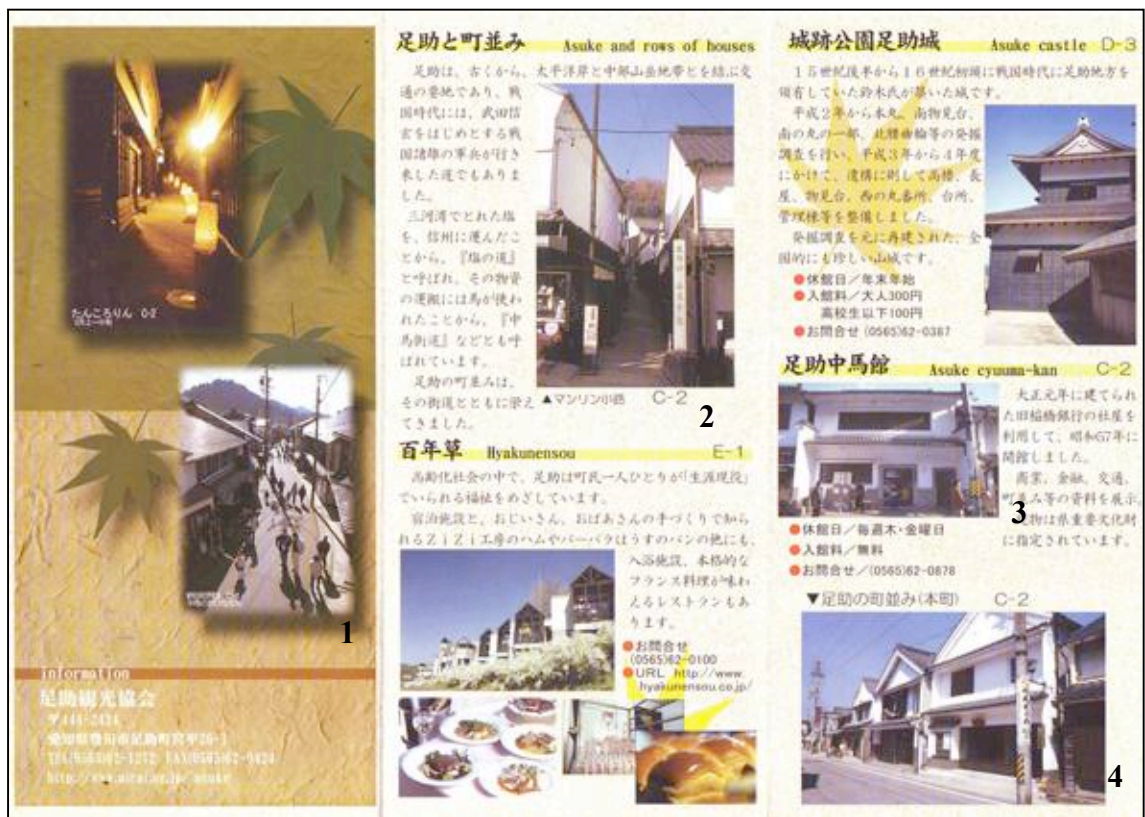 たんころりん C-2
1
information
足助観光協会
〒444-2424
愛知県豊田市足助町宮平26-1
足助と町並み Asuke and rows of houses
足助は、古くから、太平洋岸と中部山岳地帯とを結ぶ交
通の要地であり、戦
国時代には、武田信
玄をはじめとする戦
国諸雄の軍兵が行き
来した道でもありま
した。
三河湾でとれた塩
を、信州に運んだこ
とから、『塩の道』
と呼ばれ、その物資
の運搬には馬が使わ
れたことから、『中
馬街道』などとも呼
ばれています。
足助の町並みは、
その街道とともに栄え
てきました。
▲マンリン小路 C-2
2
百年草 Hyakunensou E-1
高齢化社会の中で、足助は町民一人ひとりが「生涯現役」
でいられる福祉をめざしています。
宿泊施設と、おじいさん、おばあさんの手づくりで知ら
れるZiZi工房のハムやバーバラはうすのパンの他にも、
入浴施設、本格的な
フランス料理が味わ
えるレストランもあ
ります。
●お問合せ
(0565)62-0100
●URL http://www.
hyakunensou.co.jp/
城跡公園足助城 Asuke castle D-3
15世紀後半から16世紀初頭に戦国時代に足助地方を
領有していた鈴木氏が築いた城です。
平成2年から本丸、南物見台、
南の丸の一部、北腰曲輪等の発掘
調査を行い、平成3年から4年度
にかけて、遺構に則して高櫓、長
屋、物見台、西の丸番所、台所、
管理棟等を整備しました。
発掘調査を元に再建された、全
国的にも珍しい山城です。
●休館日／年末年始
●入館料／大人300円
高校生以下100円
●お問合せ (0565)62-0387
足助中馬館 Asuke cyuuma-kan C-2
大正元年に建てられ
た旧稲橋銀行の社屋を
利用して、昭和57年に
開館しました。
商業、金融、交通、
町並み等の資料を展示
物は県重要文化財
に指定されています。
3
●休館日／毎週木・金曜日
●入館料／無料
●お問合せ／(0565)62-0878
▼足助の町並み(本町) C-2
4